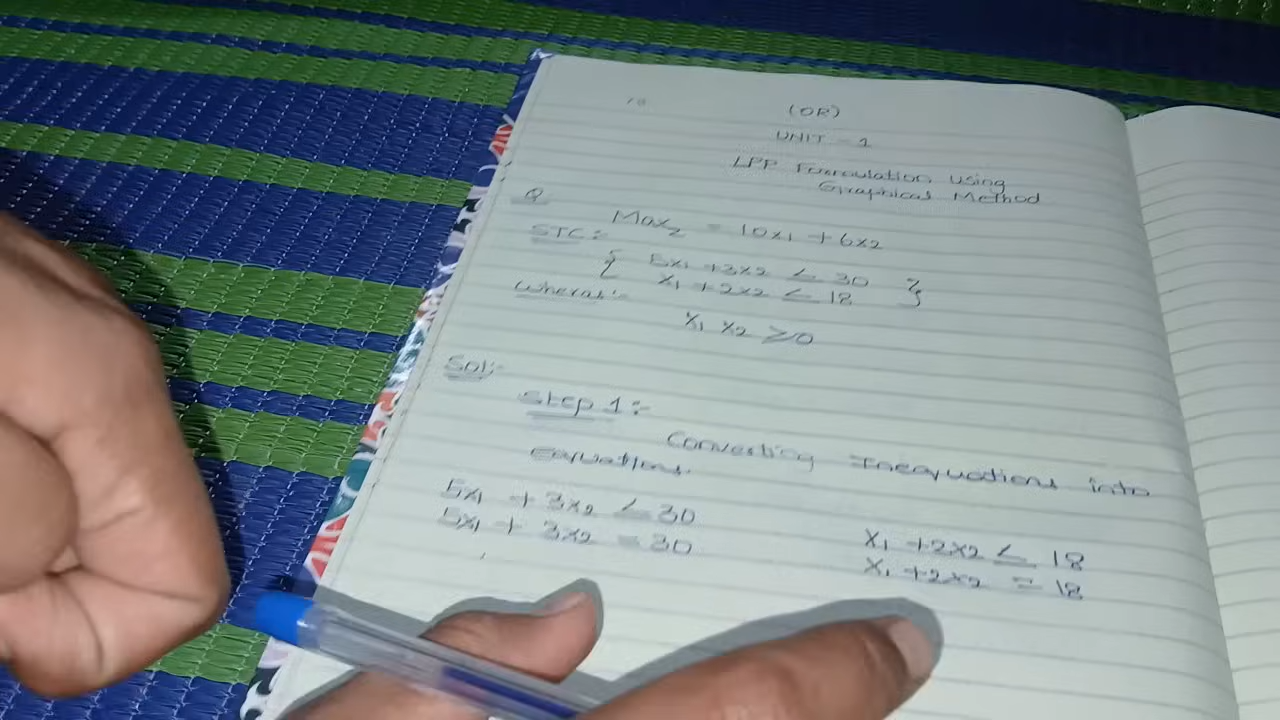 (OR)
UNIT - 1
LPP Formulation using
Graphical Method
Q. Max z = 10x1 + 6x2
STC:-
{ 5x1 + 3x2 ≤ 30 }
x1 + 2x2 ≤ 18
Wheras:-
x1 x2 ≥ 0
Sol:-
Step 1:-
Converting Inequations into
Equations.
5x1 + 3x2 ≤ 30
5x1 + 3x2 = 30
x1 + 2x2 ≤ 18
x1 + 2x2 = 18